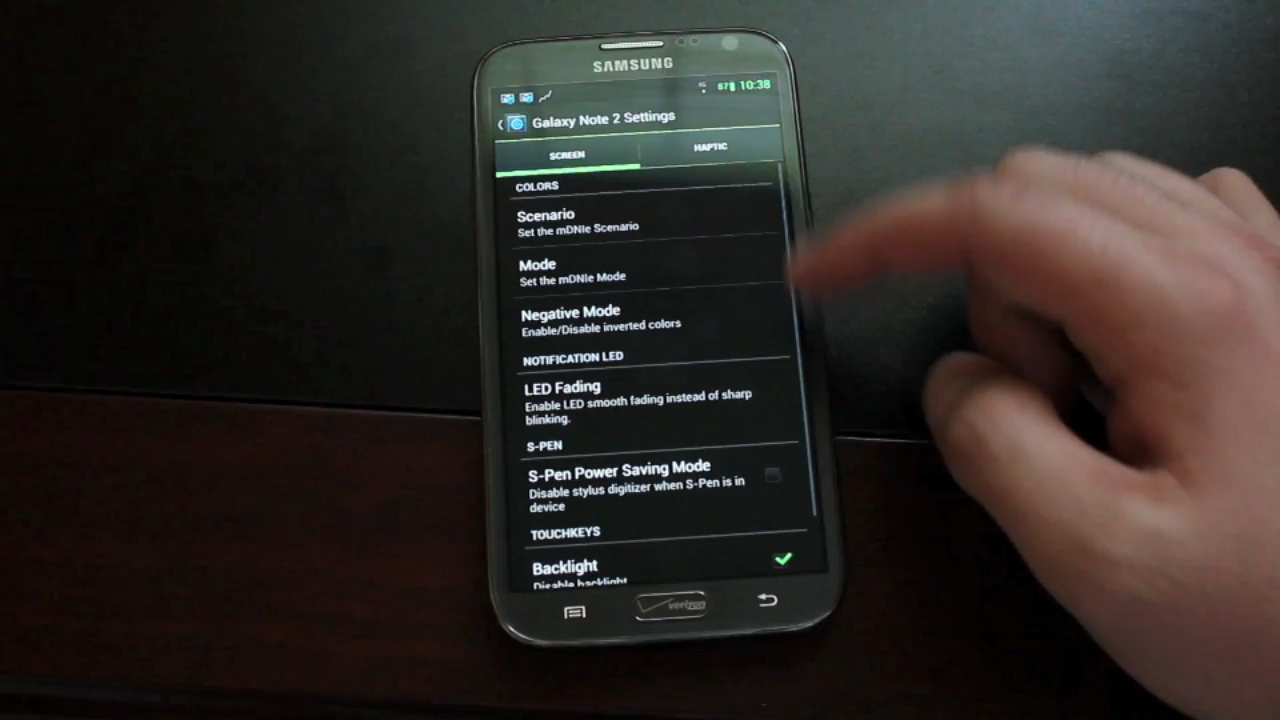 SAMSUNG
87 10:38
Galaxy Note 2 Settings
SCREEN HAPTIC
COLORS
Scenario
Set the mDNIe Scenario
Mode
Set the mDNIe Mode
Negative Mode
Enable/Disable inverted colors
NOTIFICATION LED
LED Fading
Enable LED smooth fading instead of sharp
blinking.
S-PEN
S-Pen Power Saving Mode
Disable stylus digitizer when S-Pen is in
device
TOUCHKEYS
Backlight
Disable backlight
verizon